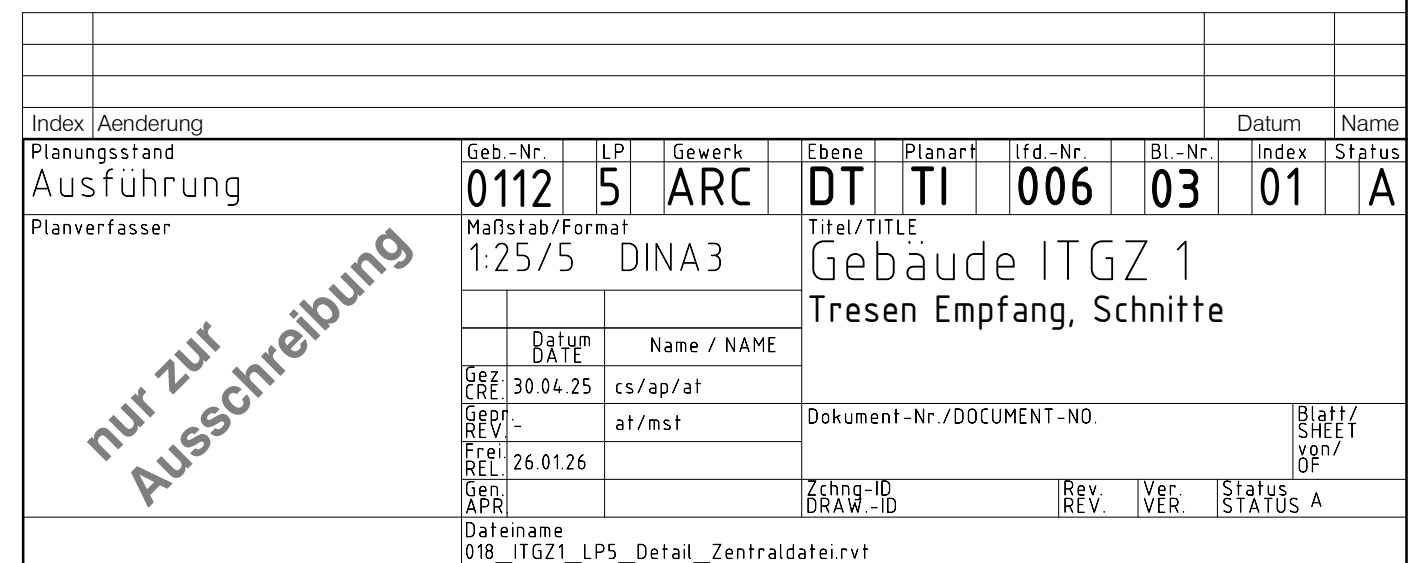 Index Aenderung Datum Name
Planungsstand Geb.-Nr. LP Gewerk Ebene Planart lfd.-Nr. Bl.-Nr. Index Status
Ausführung 0112 5 ARC DT TI 006 03 01 A
Planverfasser Maßstab/Format Titel/TITLE
1:25/5 DINA3 Gebäude ITGZ 1
Tresen Empfang, Schnitte
nur zur
Ausschreibung
Datum
DATE Name / NAME
Gez.
CRE. 30.04.25 cs/ap/at
Gepr.
REV. - at/mst
Frei.
REL. 26.01.26
Gen.
APR.
Dokument-Nr./DOCUMENT-NO. Blatt/
SHEET
von/
OF
Zchng-ID Rev. Ver. Status
DRAW.-ID REV. VER. STATUS A
Dateiname
018_ITGZ1_LP5_Detail_Zentraldatei.rvt